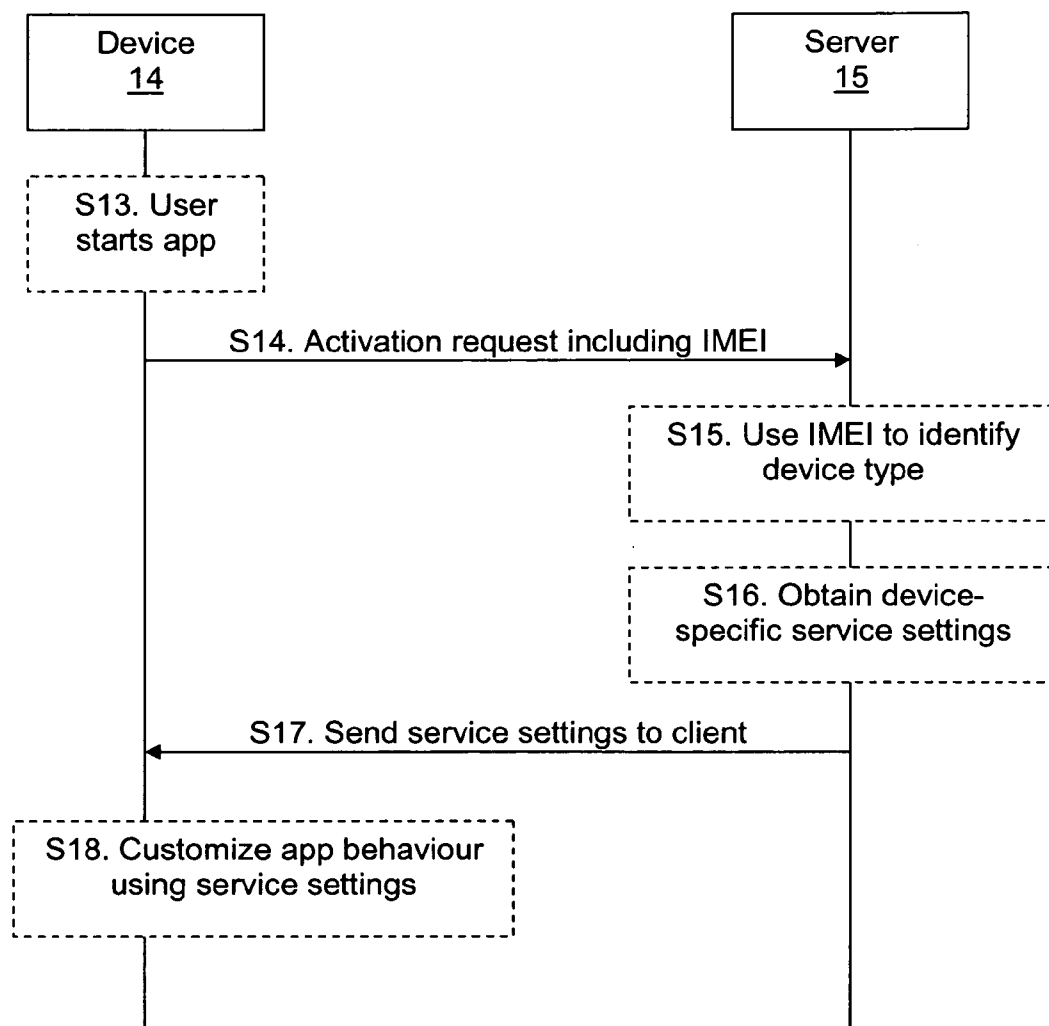 Device
14
Server
15
S13. User
starts app
S14. Activation request including IMEI
S15. Use IMEI to identify
device type
S16. Obtain device-
specific service settings
S17. Send service settings to client
S18. Customize app behaviour
using service settings